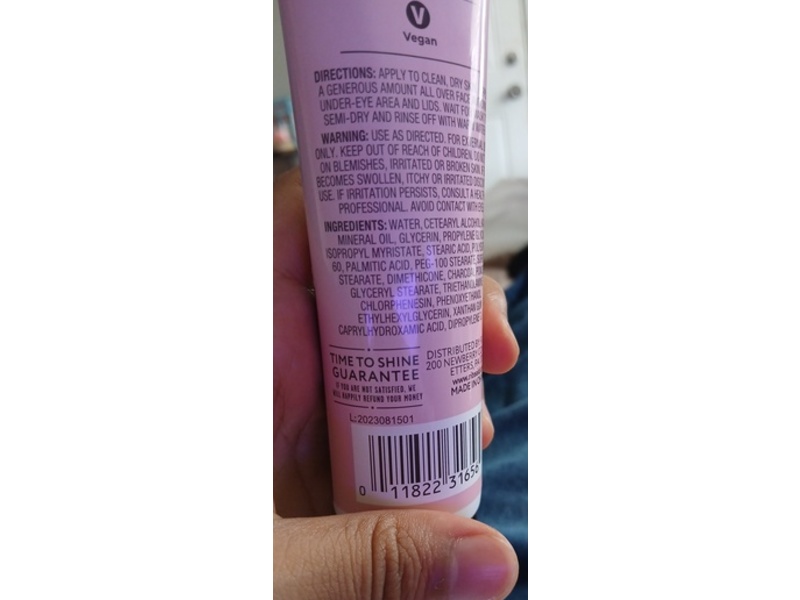 V
Vegan
DIRECTIONS: APPLY TO CLEAN, DRY
A GENEROUS AMOUNT ALL OVER FACE
UNDER-EYE AREA AND LIDS. WAIT
SEMI-DRY AND RINSE OFF WITH
WARNING: USE AS DIRECTED. FOR
ONLY. KEEP OUT OF REACH OF CHILDREN.
ON BLEMISHES, IRRITATED OR BROKEN SKIN.
BECOMES SWOLLEN, ITCHY OR IRRITATED
USE. IF IRRITATION PERSISTS, CONSULT A
PROFESSIONAL. AVOID CONTACT WITH
INGREDIENTS: WATER, CETEARYL ALCOHOL,
MINERAL OIL, GLYCERIN, PROPYLENE
ISOPROPYL MYRISTATE, STEARIC ACID,
60, PALMITIC ACID, PEG-100 STEARATE,
STEARATE, DIMETHICONE, CHARCOAL
GLYCERYL STEARATE,
CHLORPHENESIN, PHENOXYETHANOL,
ETHYLHEXYLGLYCERIN, XANTHAN
CAPRYLHYDROXAMIC ACID,
TIME TO SHINE
GUARANTEE
IF YOU ARE NOT SATISFIED, WE
WILL HAPPILY REFUND YOUR MONEY
DISTRIBUTED
200 NEWBERRY
ETTERS,
MADE IN
L:2023081501
0 11822 31656